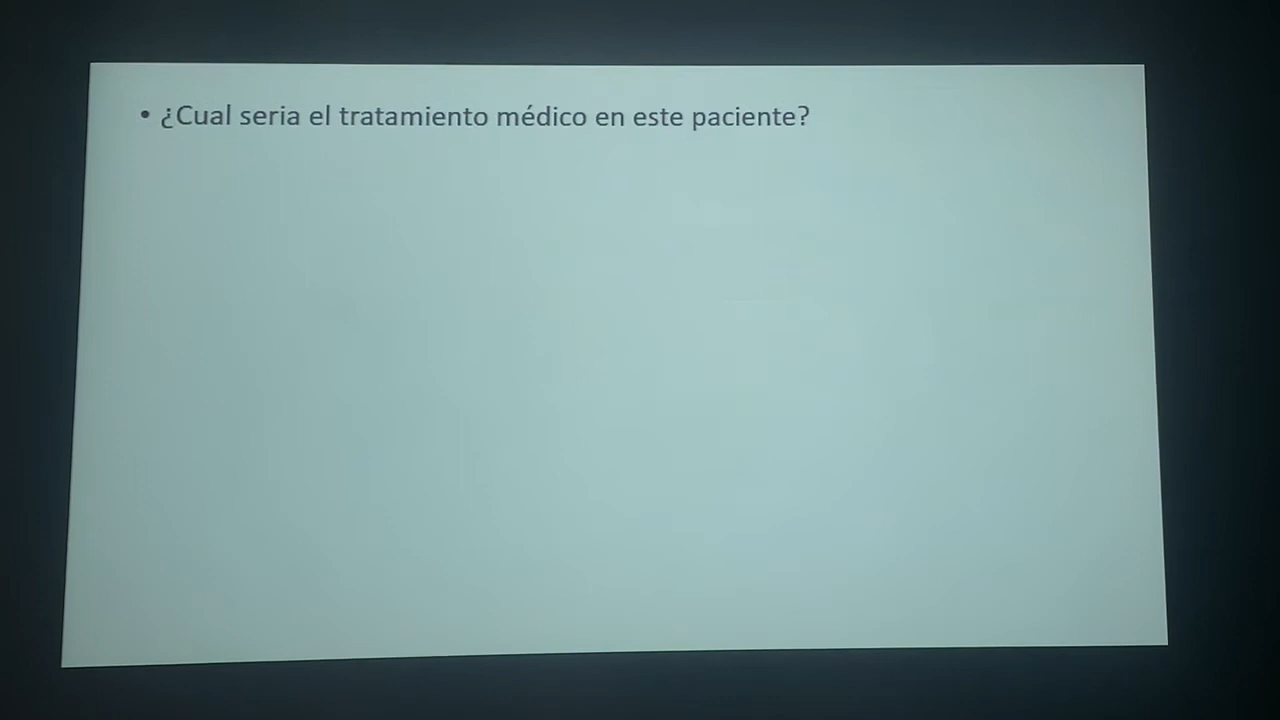 • ¿Cual seria el tratamiento médico en este paciente?